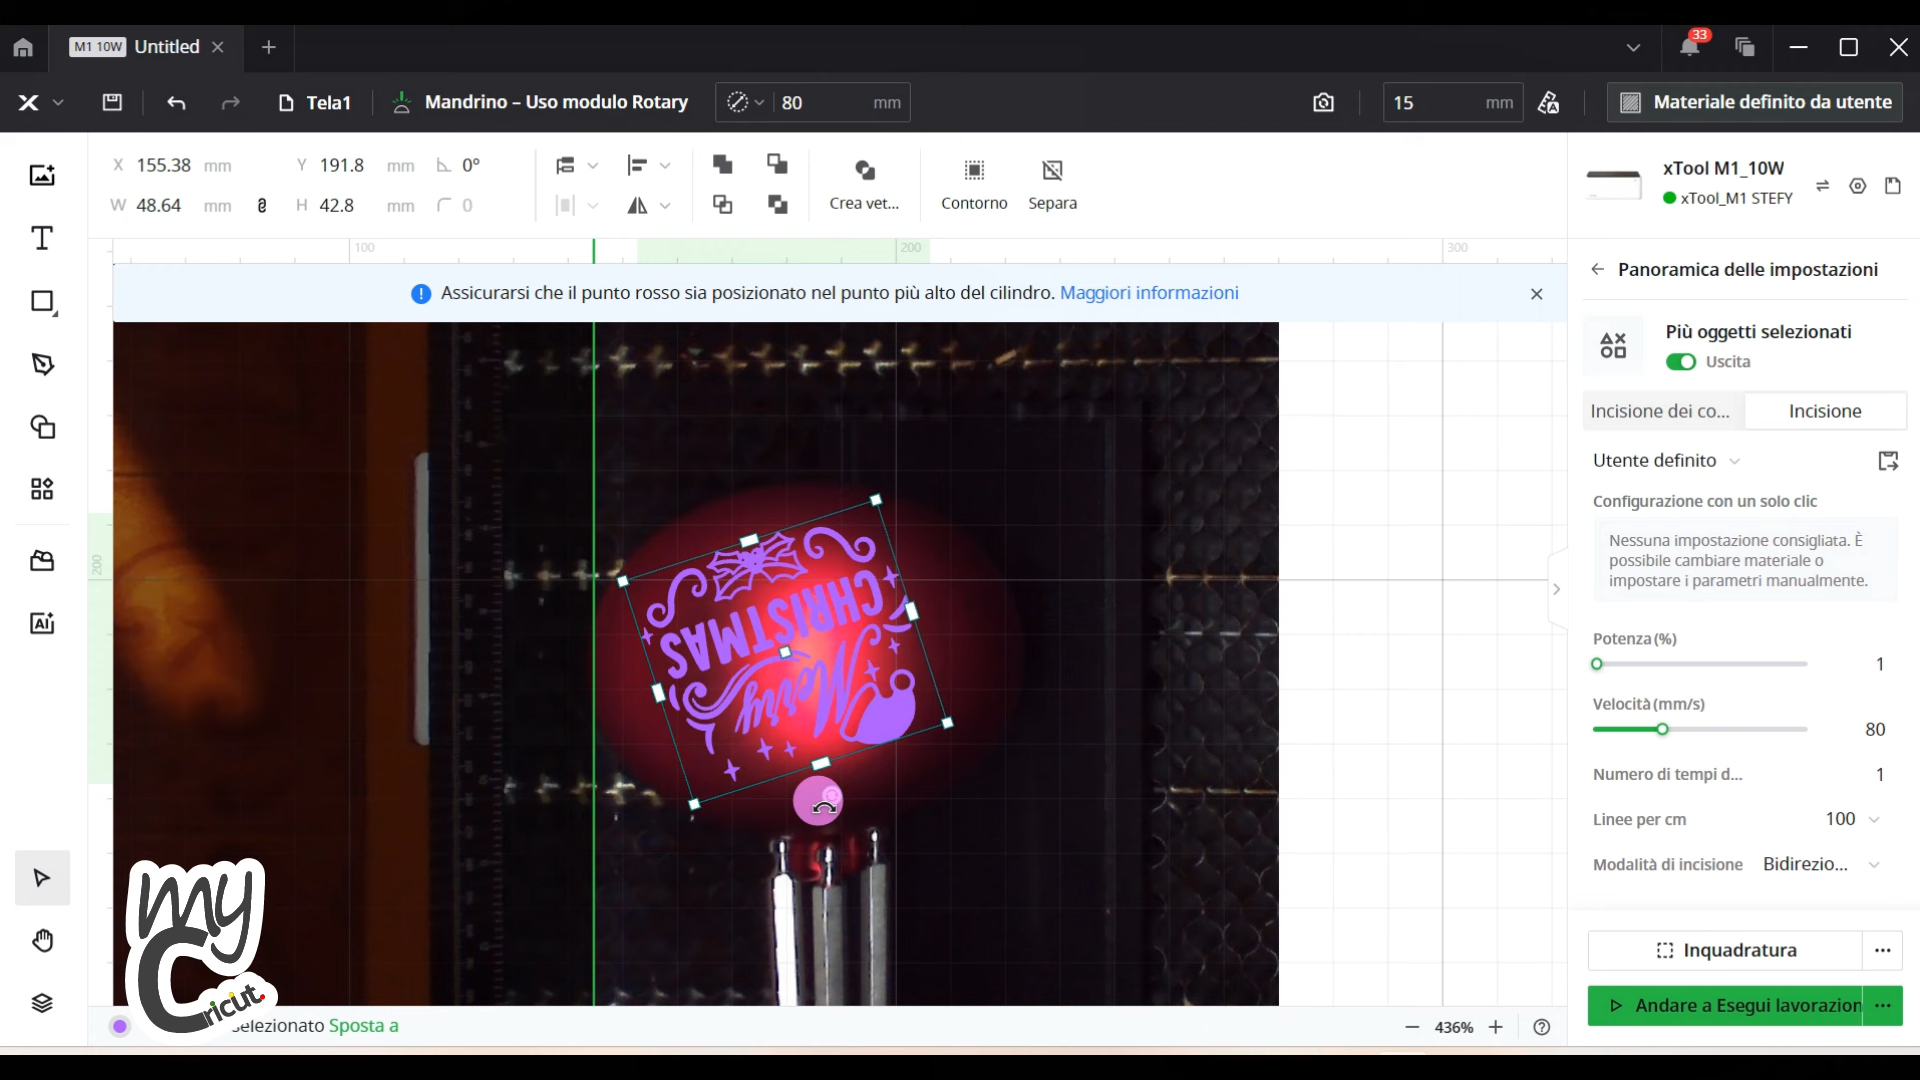 M1 10W Untitled
33
Tela1
Mandrino – Uso modulo Rotary
80 mm
15 mm
Materiale definito da utente
X 155.38 mm
Y 191.8 mm
0°
W 48.64 mm
H 42.8 mm
0
Crea vet...
Contorno
Separa
xTool M1_10W
xTool_M1 STEFY
100
200
300
200
Assicurarsi che il punto rosso sia posizionato nel punto più alto del cilindro. Maggiori informazioni
Panoramica delle impostazioni
Più oggetti selezionati
Uscita
Incisione dei co...
Incisione
Utente definito
Configurazione con un solo clic
Nessuna impostazione consigliata. È
possibile cambiare materiale o
impostare i parametri manualmente.
Potenza (%)
1
Velocità (mm/s)
80
Numero di tempi d...
1
Linee per cm
100
Modalità di incisione
Bidirezio...
Inquadratura
Andare a Esegui lavorazion
AI
Merry
CHRISTMAS
my
Cricut.
selezionato Sposta a
436%